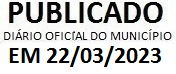 PUBLICADO
DIÁRIO OFICIAL DO MUNICÍPIO
EM 22/03/2023